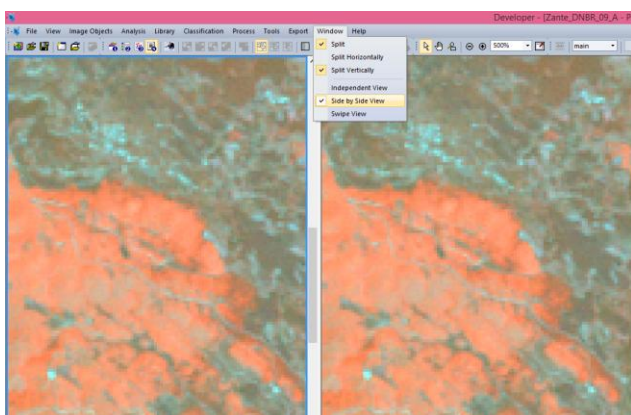 Developer - [Zante_DNBR_09_A - P
File View Image Objects Analysis Library Classification Process Tools Export Window Help
500% main
Split
Split Horizontally
Split Vertically
Independent View
Side by Side View
Swipe View